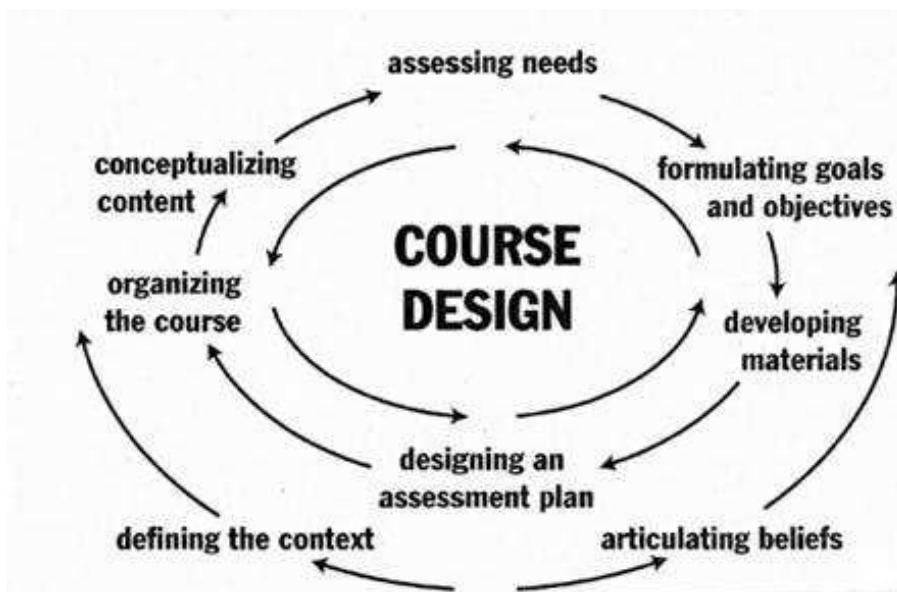 assessing needs
conceptualizing
content
formulating goals
and objectives
COURSE
DESIGN
organizing
the course
developing
materials
designing an
assessment plan
defining the context
articulating beliefs